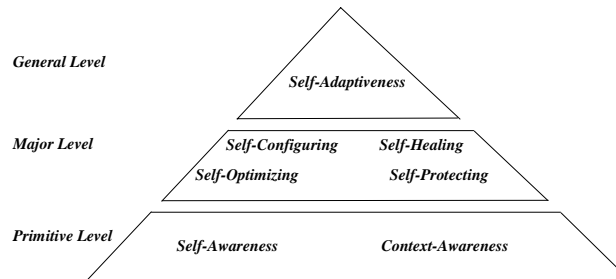 General Level
Self-Adaptiveness
Major Level
Self-Configuring Self-Healing
Self-Optimizing Self-Protecting
Primitive Level
Self-Awareness Context-Awareness